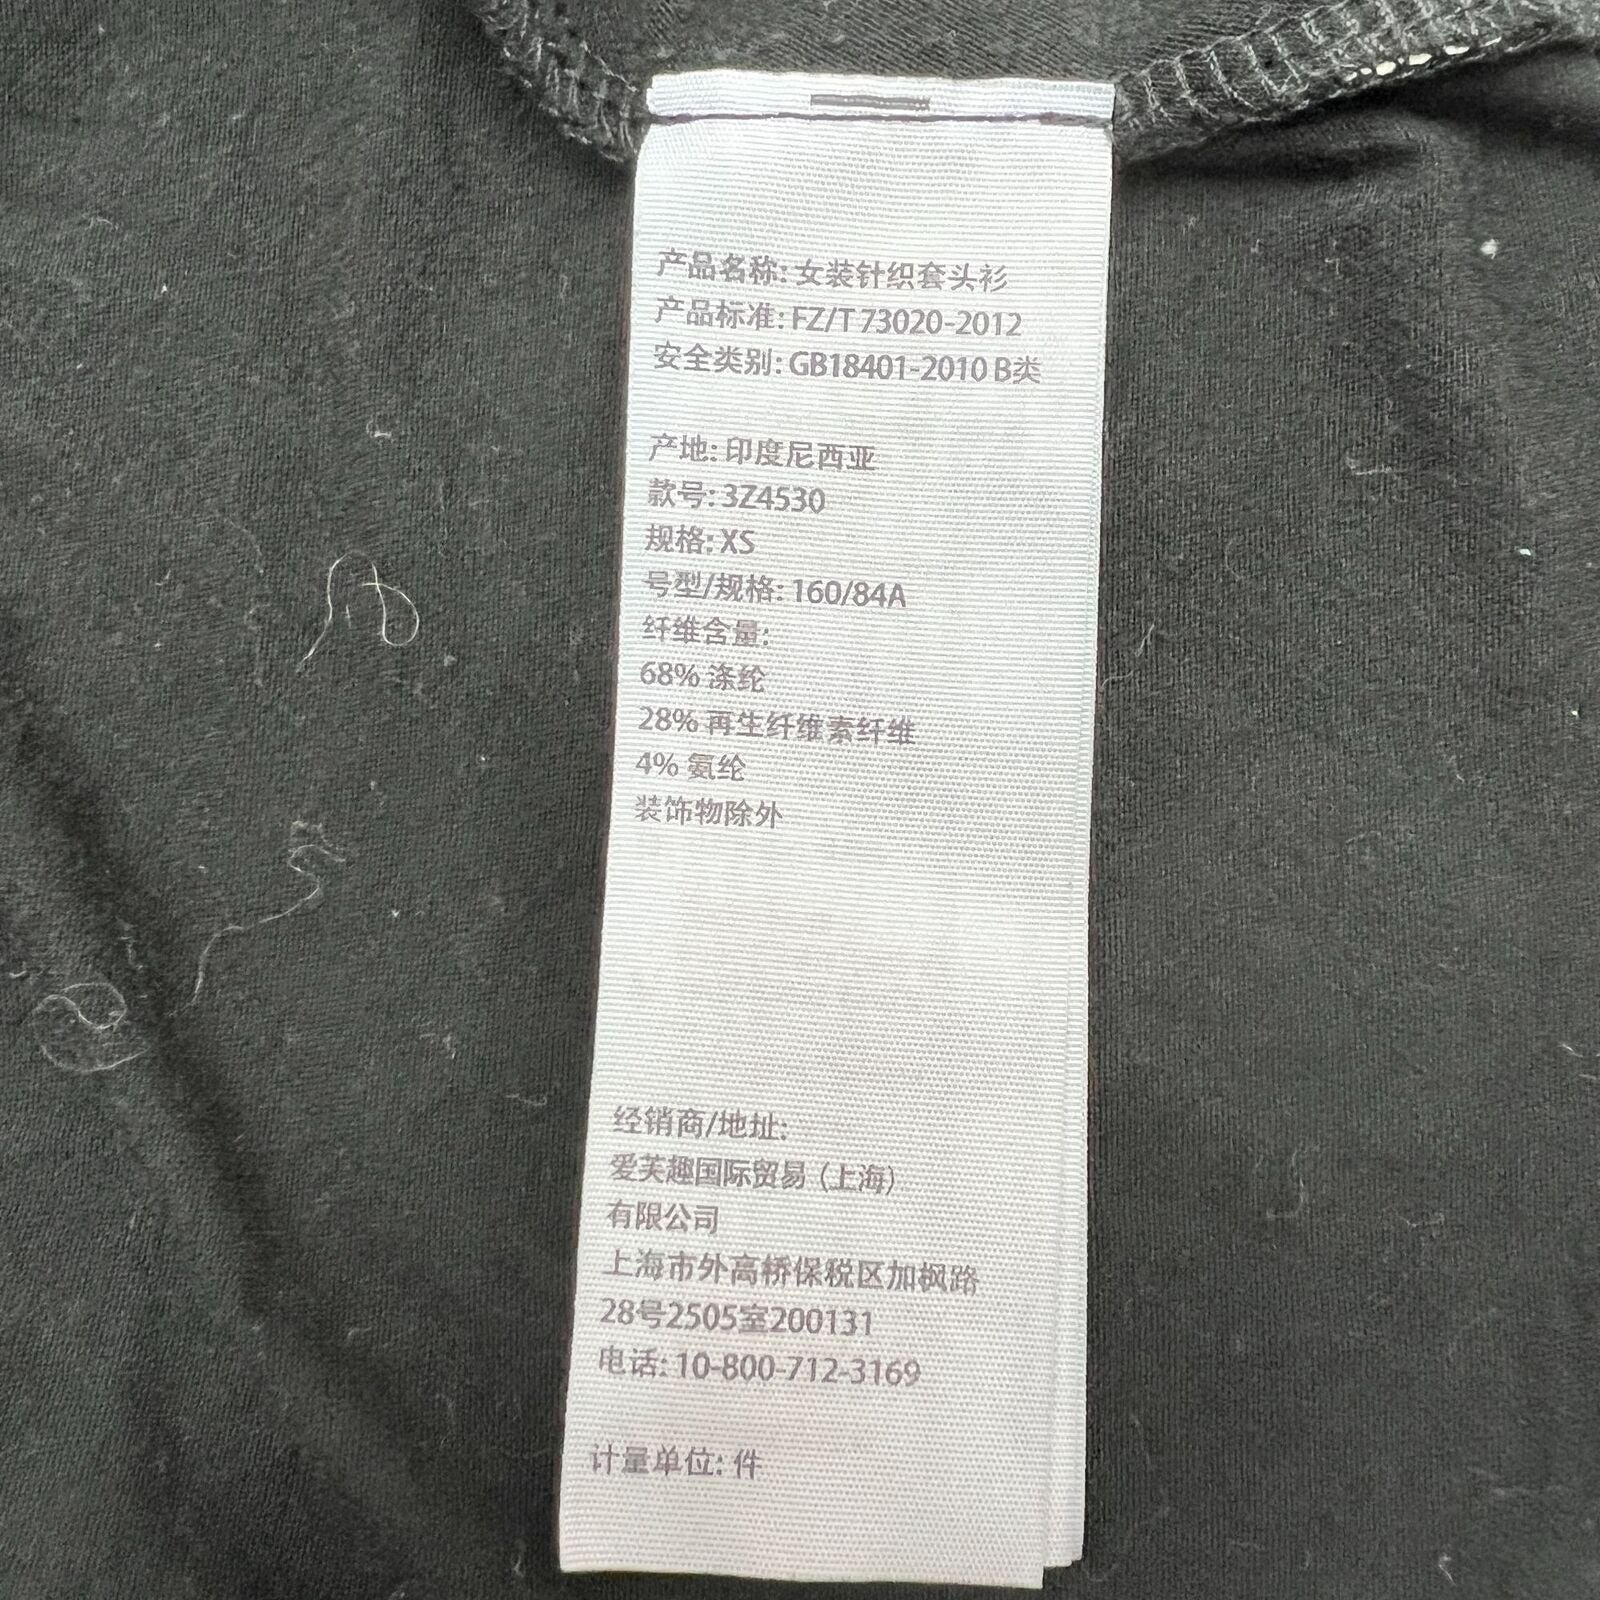 产品名称: 女装针织套头衫
产品标准: FZ/T 73020-2012
安全类别: GB18401-2010 B类
产地: 印度尼西亚
款号: 3Z4530
规格: XS
号型/规格: 160/84A
纤维含量:
68% 涤纶
28% 再生纤维素纤维
4% 氨纶
装饰物除外
经销商/地址:
爱芙趣国际贸易 (上海)
有限公司
上海市外高桥保税区加枫路
28号2505室200131
电话: 10-800-712-3169
计量单位: 件